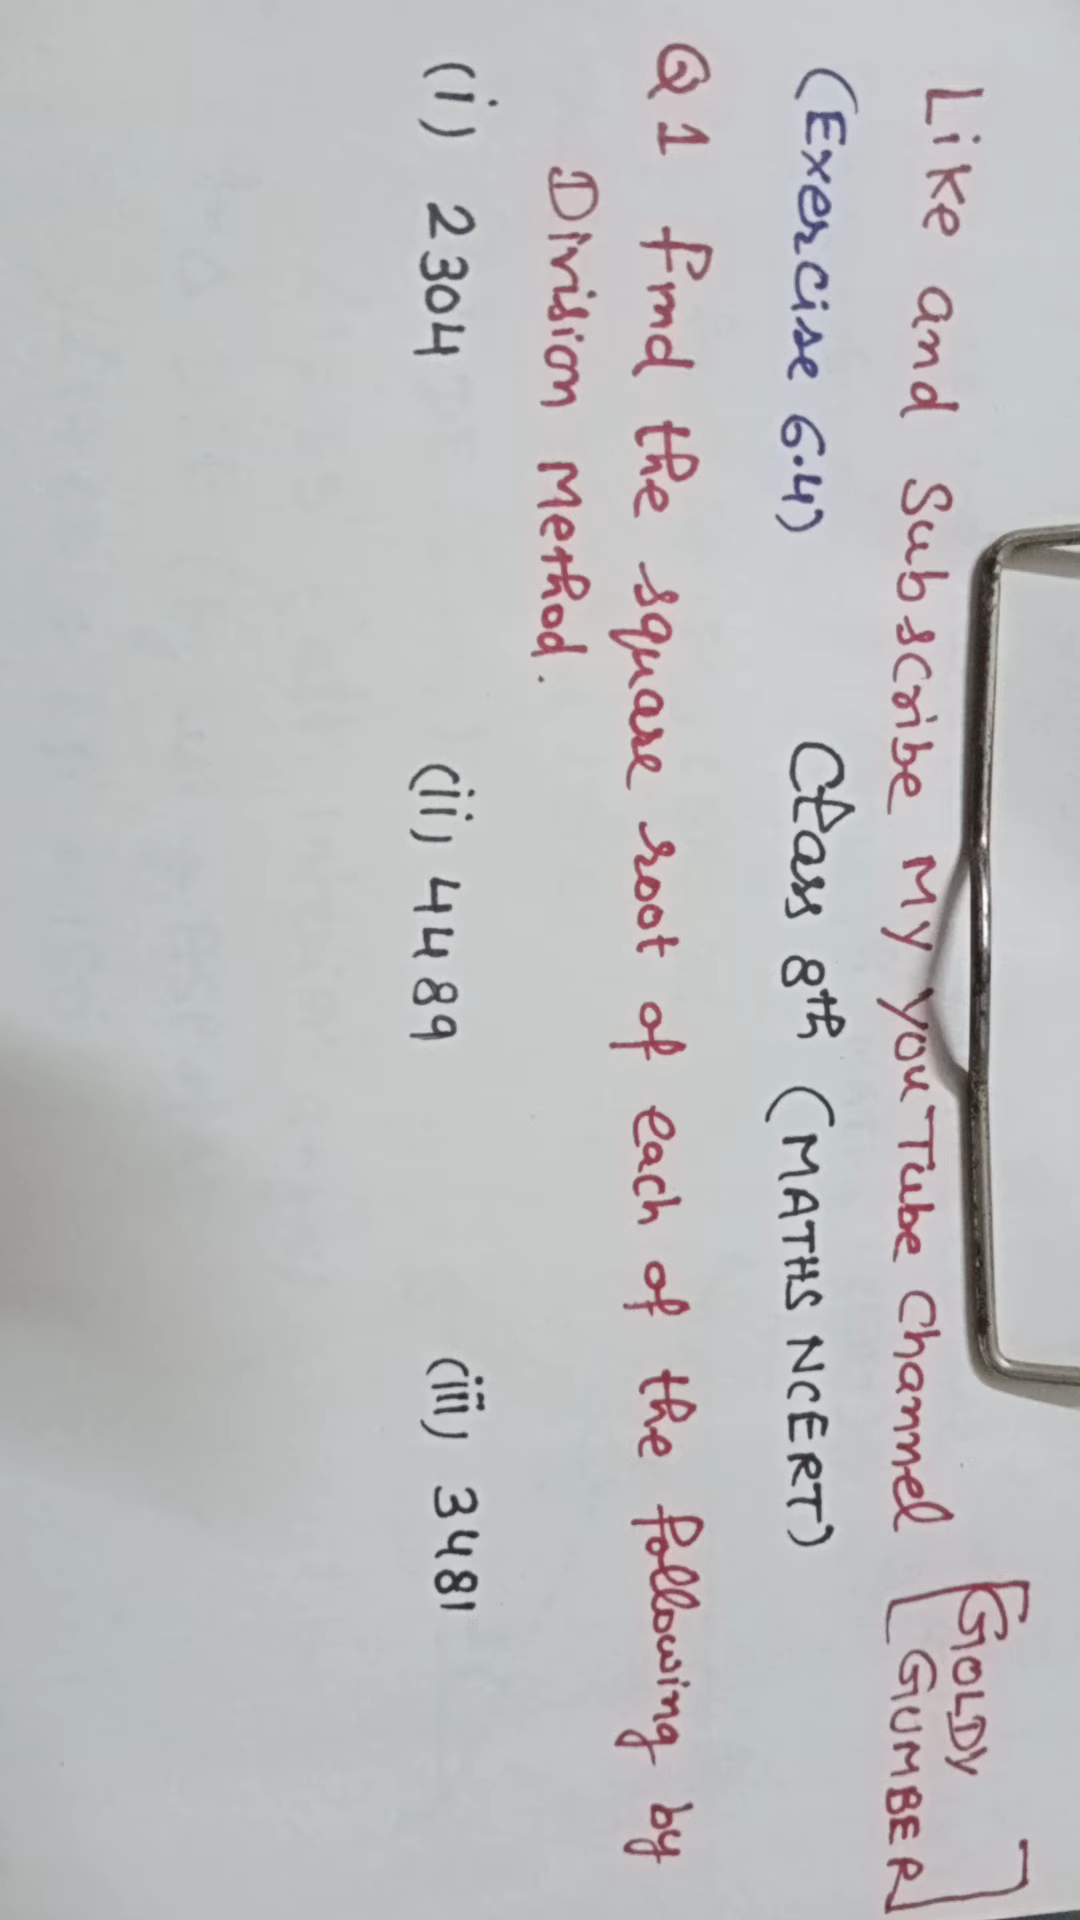 Like and Subscribe My YouTube Channel [GOLDY
GUMBER]
(Exercise 6.4) Class 8th (MATHS NCERT)
Q1 find the square root of each of the following by
Division Method.
(i) 2304 (ii) 4489 (iii) 3481